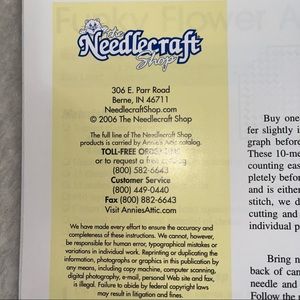 Funky Flower A
The
Needlecraft
Shop
306 E. Parr Road
Berne, IN 46711
NeedlecraftShop.com
© 2006 The Needlecraft Shop
The full line of The Needlecraft Shop
products is carried by Annie's Attic catalog.
TOLL-FREE ORDER LINE
or to request a free catalog
(800) 582-6643
Customer Service
(800) 449-0440
Fax (800) 882-6643
Visit AnniesAttic.com
We have made every effort to ensure the accuracy and
completeness of these instructions. We cannot, however,
be responsible for human error, typographical mistakes or
variations in individual work. Reprinting or duplicating the
information, photographs or graphics in this publication by
any means, including copy machine, computer scanning,
digital photography, e-mail, personal Web site and fax,
is illegal. Failure to abide by federal copyright laws
may result in litigation and fines.
Buy one
fer slightly i
graph before
These 10-me
counting eas
pletely befor
and is either
stitch, we d
cutting and
individual p
Bring n
back of can
needle and
Follow the